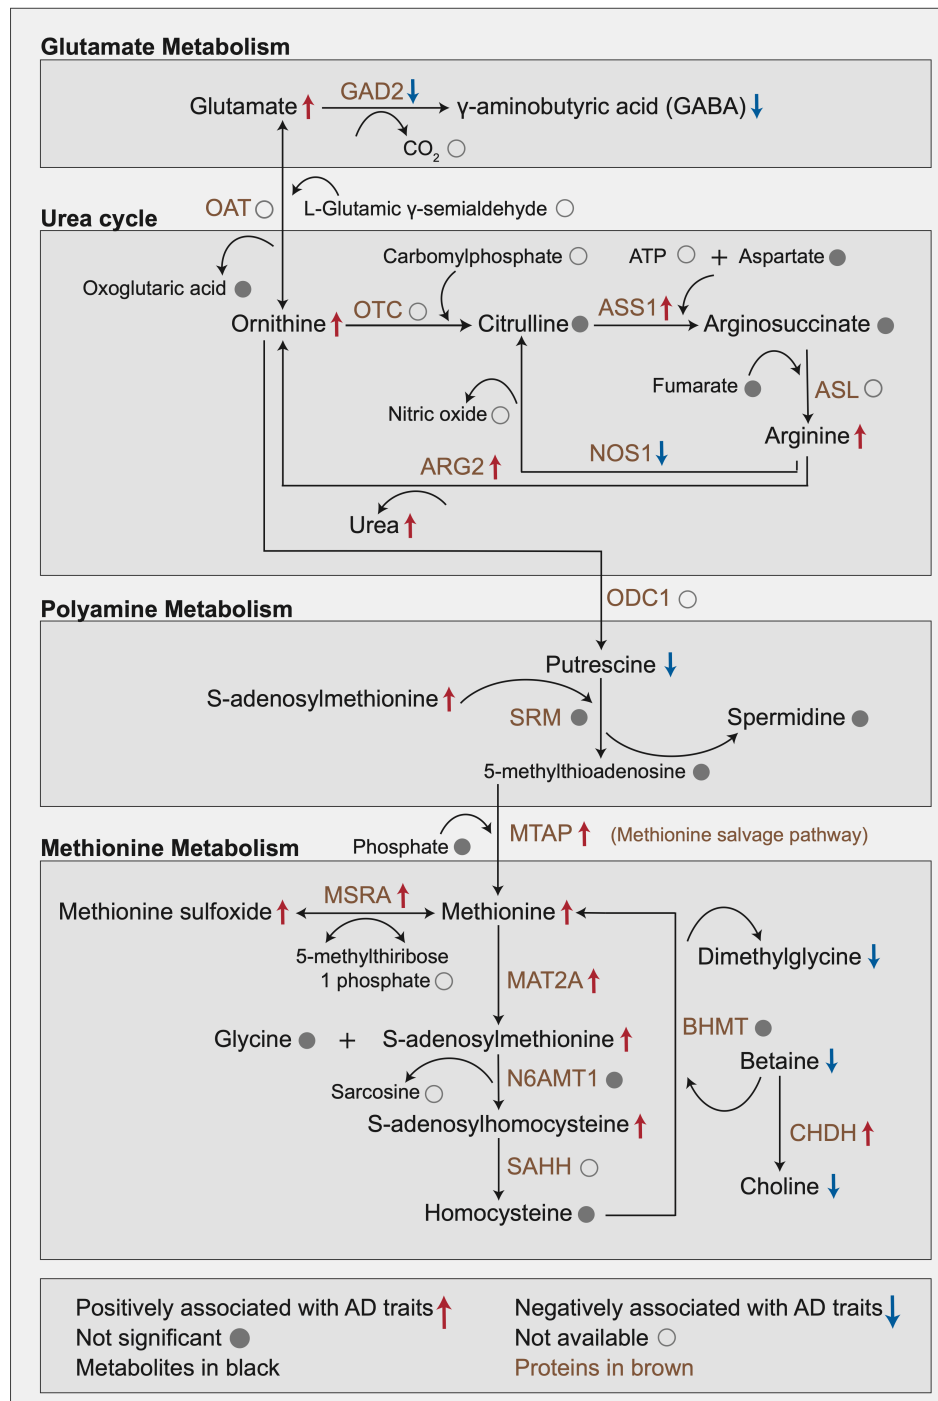 Glutamate Metabolism
GAD2
Glutamate
γ-aminobutyric acid (GABA)
CO2
OAT
L-Glutamic γ-semialdehyde
Urea cycle
Carbomylphosphate
ATP + Aspartate
Oxoglutaric acid
OTC
ASS1
Ornithine
Citrulline
Arginosuccinate
Fumarate
ASL
Nitric oxide
Arginine
NOS1
ARG2
Urea
ODC1
Polyamine Metabolism
Putrescine
S-adenosylmethionine
SRM
Spermidine
5-methylthioadenosine
MTAP
(Methionine salvage pathway)
Phosphate
Methionine Metabolism
MSRA
Methionine sulfoxide
Methionine
5-methylthiribose
1 phosphate
Dimethylglycine
MAT2A
BHMT
Glycine + S-adenosylmethionine
Betaine
N6AMT1
Sarcosine
S-adenosylhomocysteine
CHDH
SAHH
Choline
Homocysteine
Positively associated with AD traits
Negatively associated with AD traits
Not significant
Not available
Metabolites in black
Proteins in brown